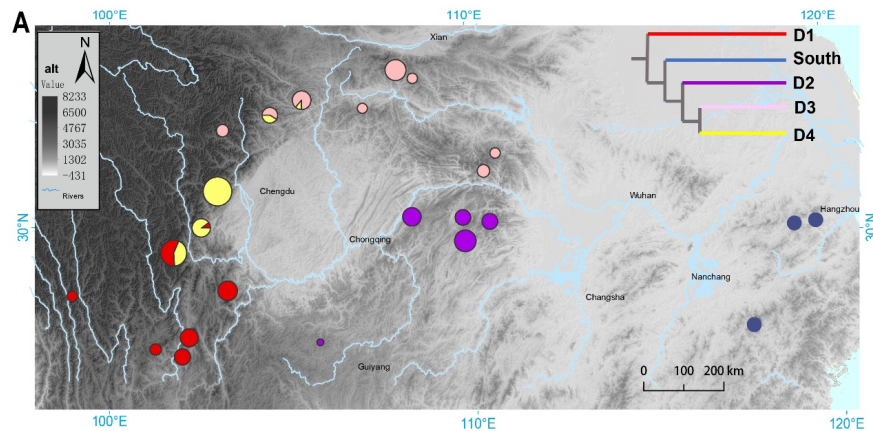 A
100°E
110°E
120°E
N
alt
Value
8233
6500
4767
3035
1302
-431
Rivers
D1
South
D2
D3
D4
Xian
Chengdu
Wuhan
Hangzhou
30°N
30°N
Chongqing
Nanchang
Changsha
Guiyang
0 100 200 km
100°E
110°E
120°E